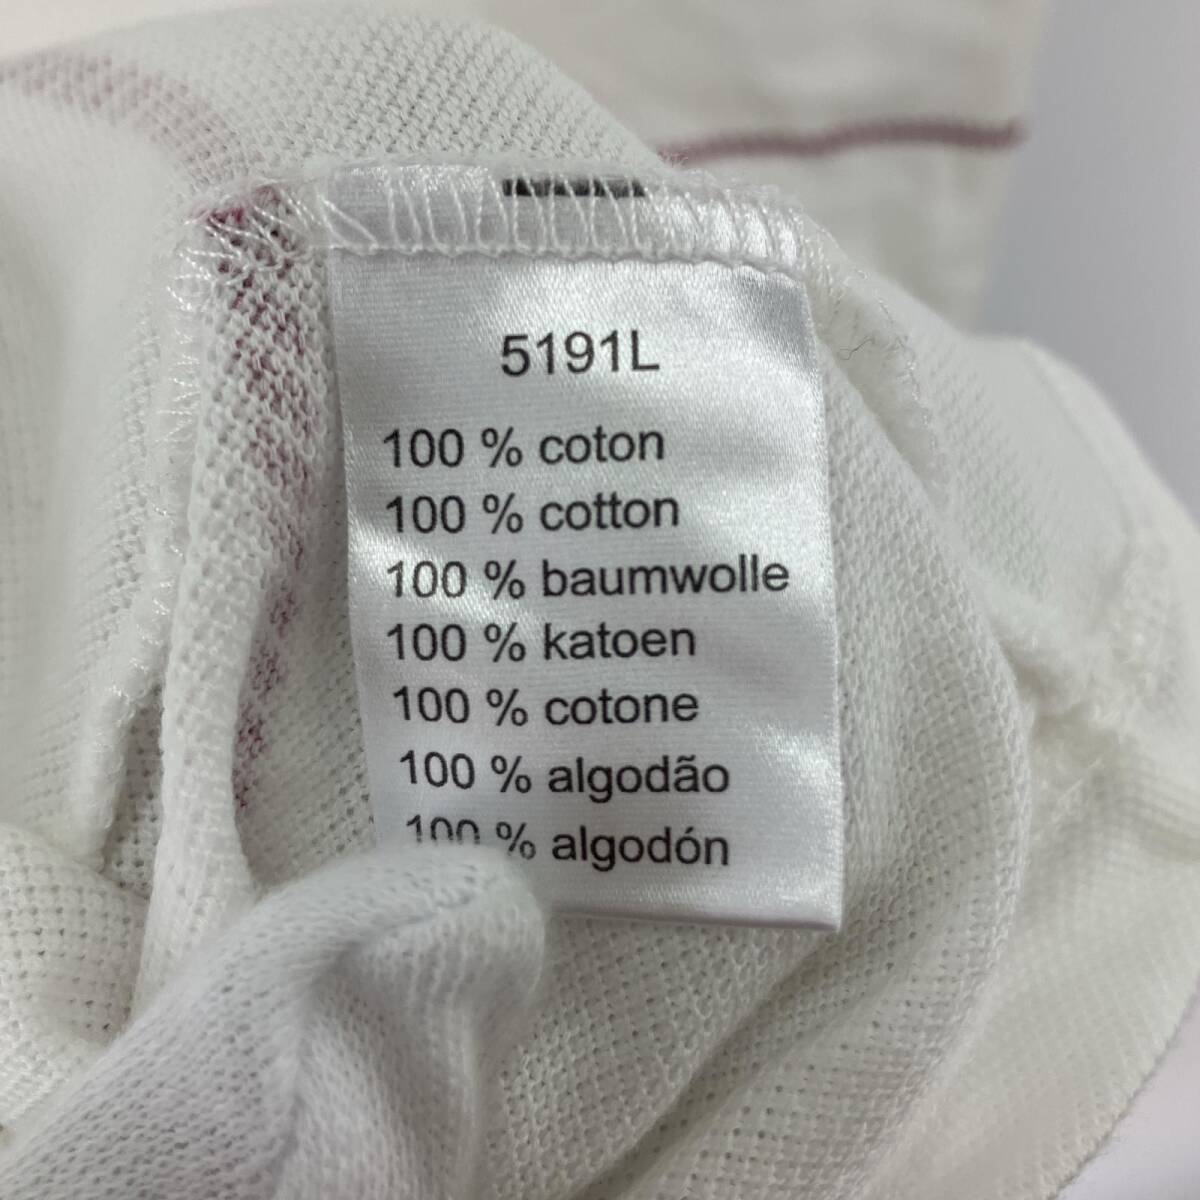 5191L
100 % coton
100 % cotton
100 % baumwolle
100 % katoen
100 % cotone
100 % algodão
100 % algodón